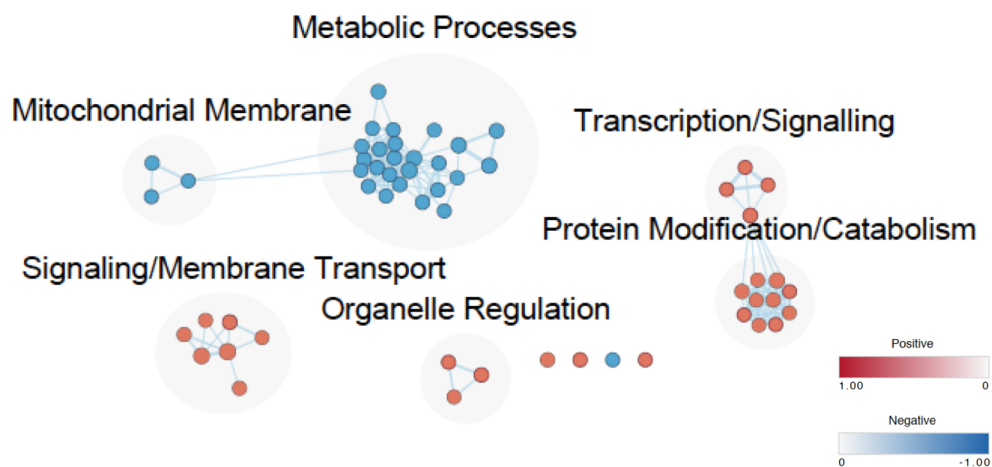 Metabolic Processes
Mitochondrial Membrane
Transcription/Signalling
Protein Modification/Catabolism
Signaling/Membrane Transport
Organelle Regulation
Positive
1.00 0
Negative
0 -1.00